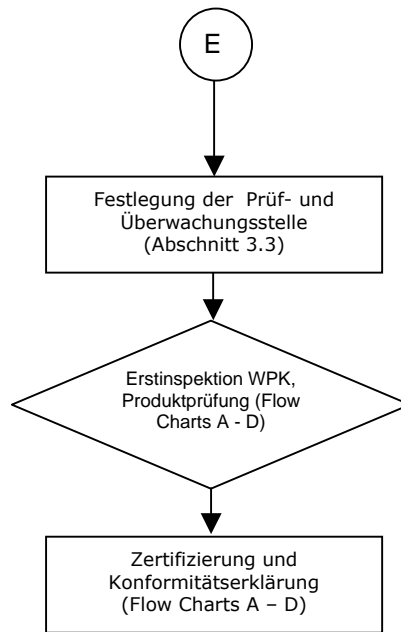 E
Festlegung der Prüf- und
Überwachungsstelle
(Abschnitt 3.3)
Erstinspektion WPK,
Produktprüfung (Flow
Charts A - D)
Zertifizierung und
Konformitätserklärung
(Flow Charts A – D)